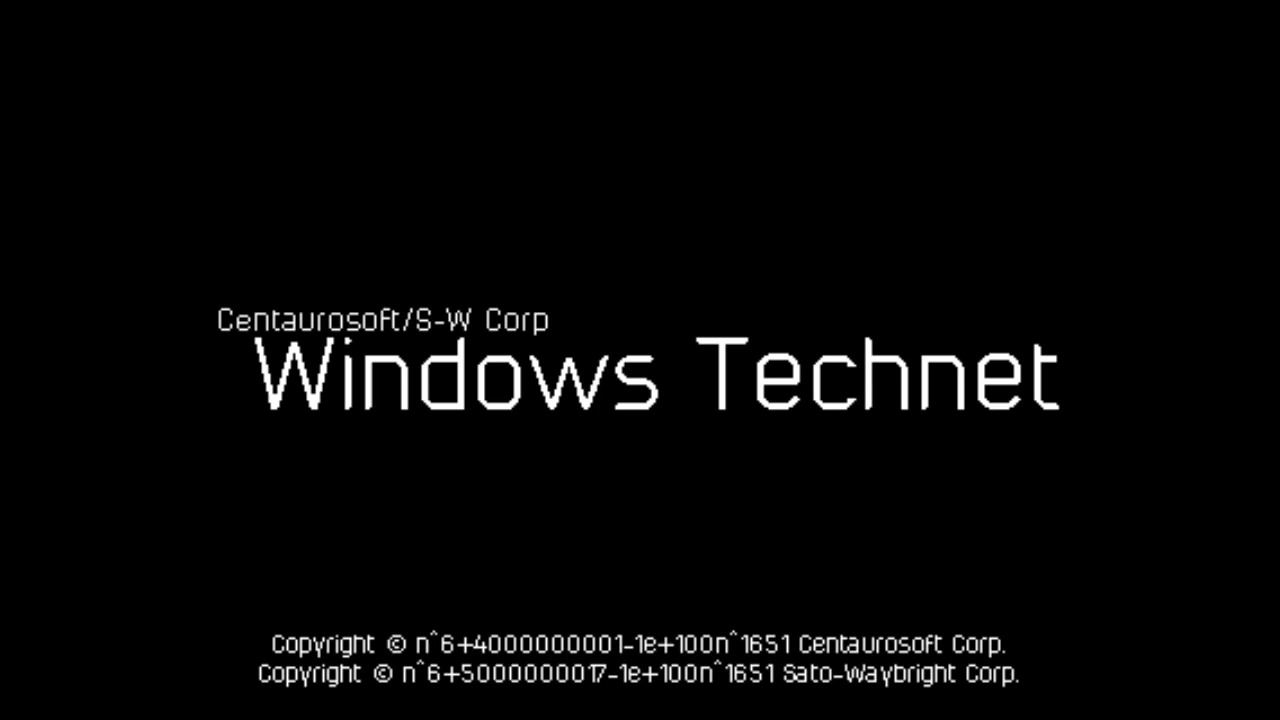 Centaurosoft/S-W Corp
Windows Technet
Copyright © n^6+4000000001-1e+100n^1651 Centaurosoft Corp.
Copyright © n^6+5000000017-1e+100n^1651 Sato-Waybright Corp.